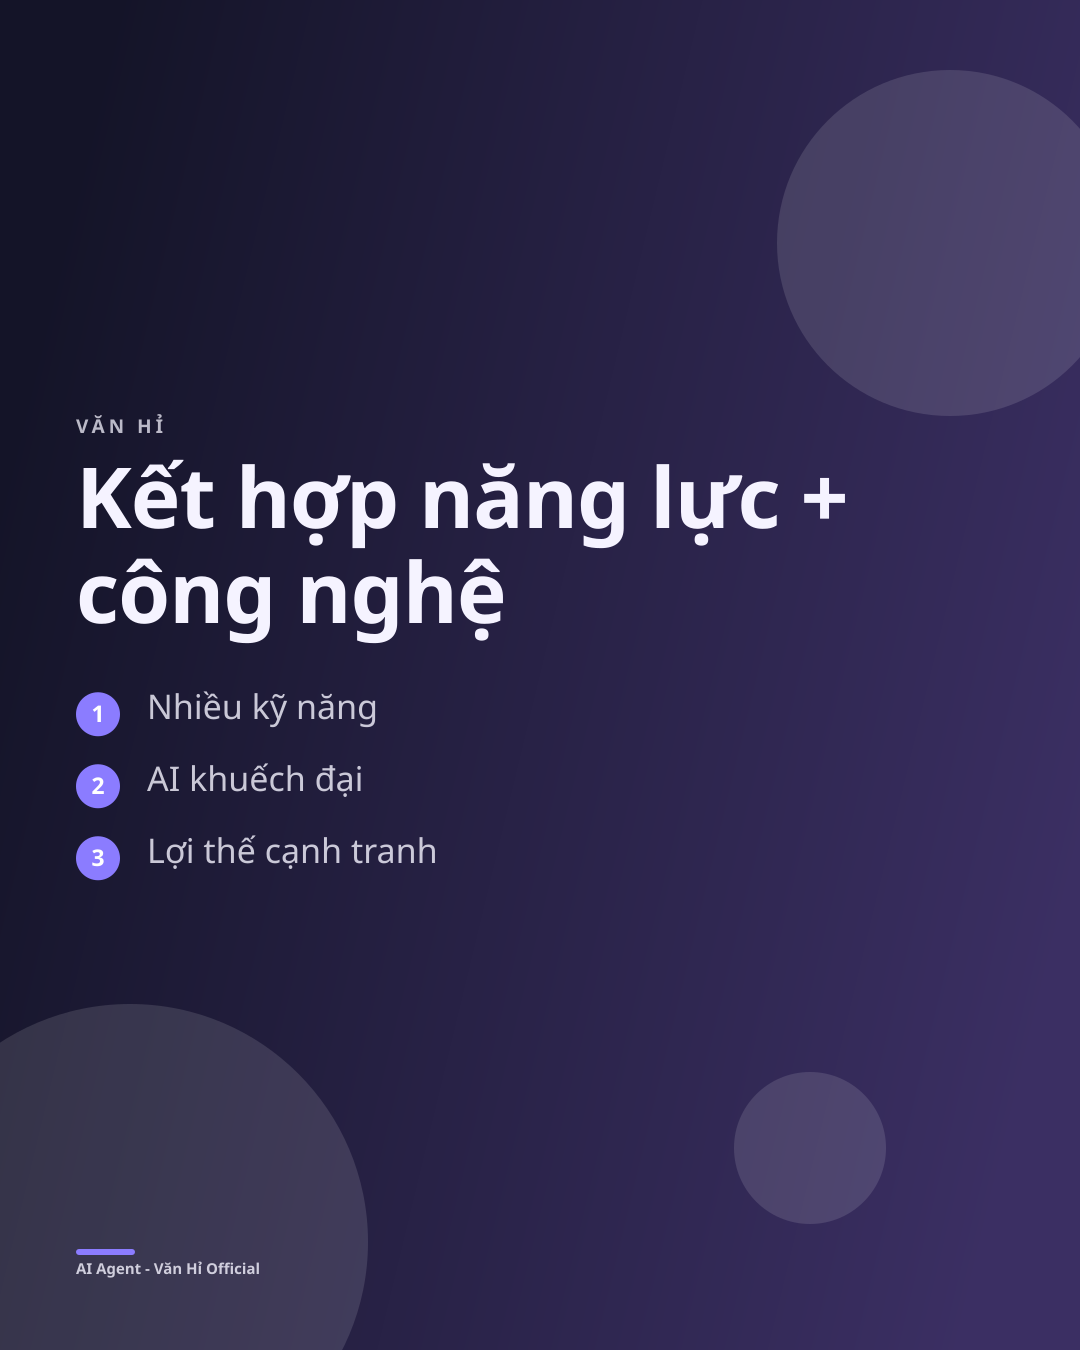 VĂN HỈ
Kết hợp năng lực +
công nghệ
1 Nhiều kỹ năng
2 AI khuếch đại
3 Lợi thế cạnh tranh
AI Agent - Văn Hỉ Official